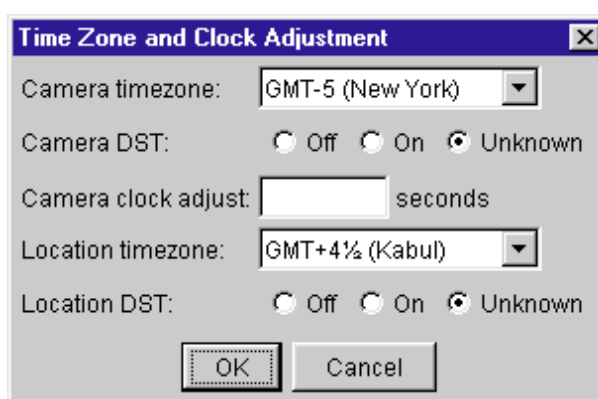 Time Zone and Clock Adjustment
Camera timezone: GMT-5 (New York)
Camera DST: Off On Unknown
Camera clock adjust: seconds
Location timezone: GMT+4½ (Kabul)
Location DST: Off On Unknown
OK Cancel